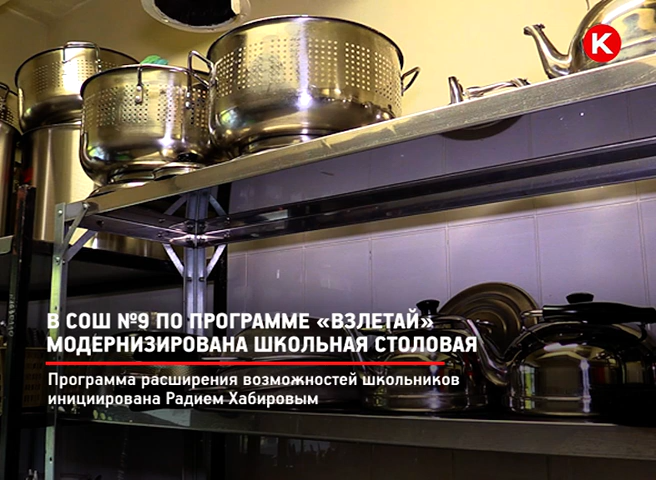 К
В СОШ №9 ПО ПРОГРАММЕ «ВЗЛЕТАЙ»
МОДЕРНИЗИРОВАНА ШКОЛЬНАЯ СТОЛОВАЯ
Программа расширения возможностей школьников
инициирована Радием Хабировым